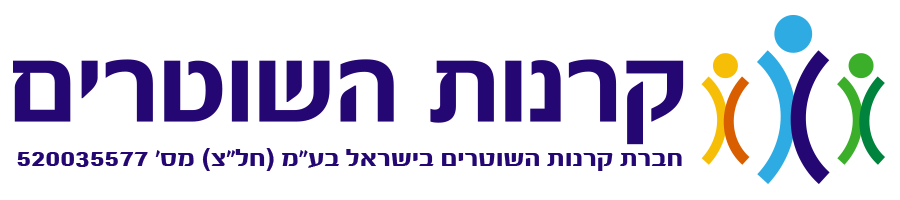 קרנות השוטרים
חברת קרנות השוטרים בישראל בע"מ (חל"צ) מס' 520035577